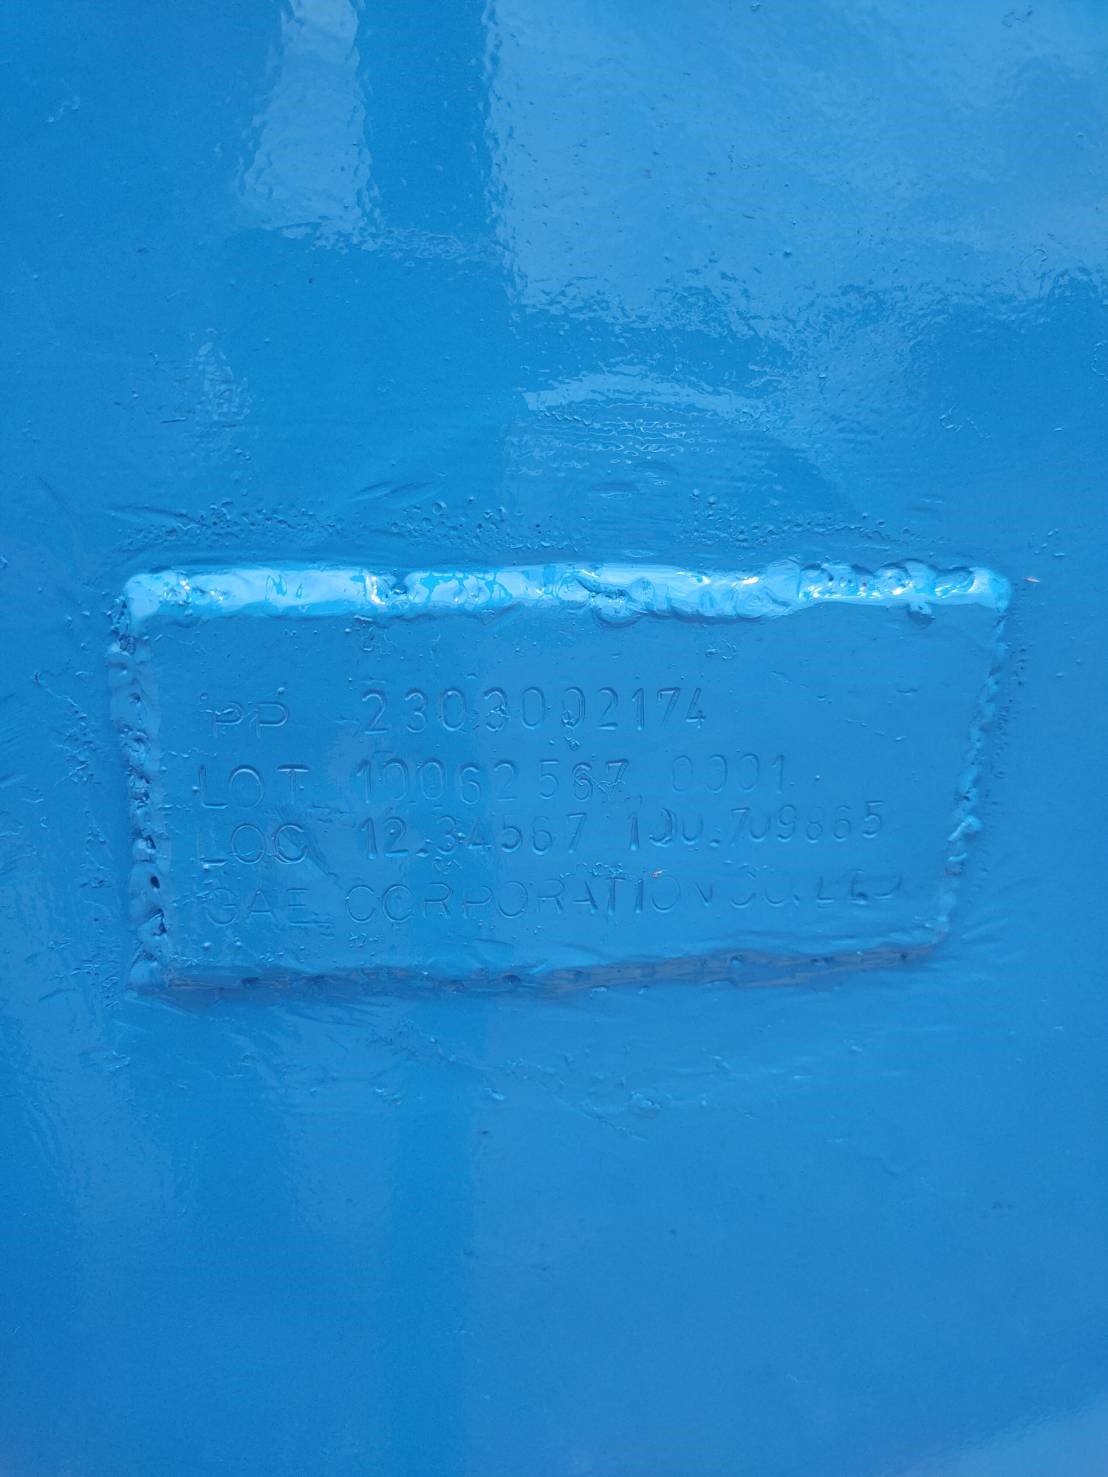 PP 2303002174
LOT 10062567 0001
LOC 12.34567 100.709865
GAE CORPORATION CO.LTD